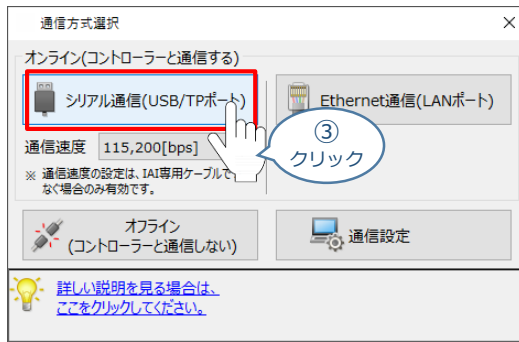 通信方式選択
オンライン(コントローラーと通信する)
シリアル通信(USB/TPポート)
Ethernet通信(LANポート)
通信速度 115,200[bps]
③
クリック
※ 通信速度の設定は、IAI専用ケーブルで
なぐ場合のみ有効です。
オフライン
(コントローラーと通信しない)
通信設定
詳しい説明を見る場合は、
ここをクリックしてください。